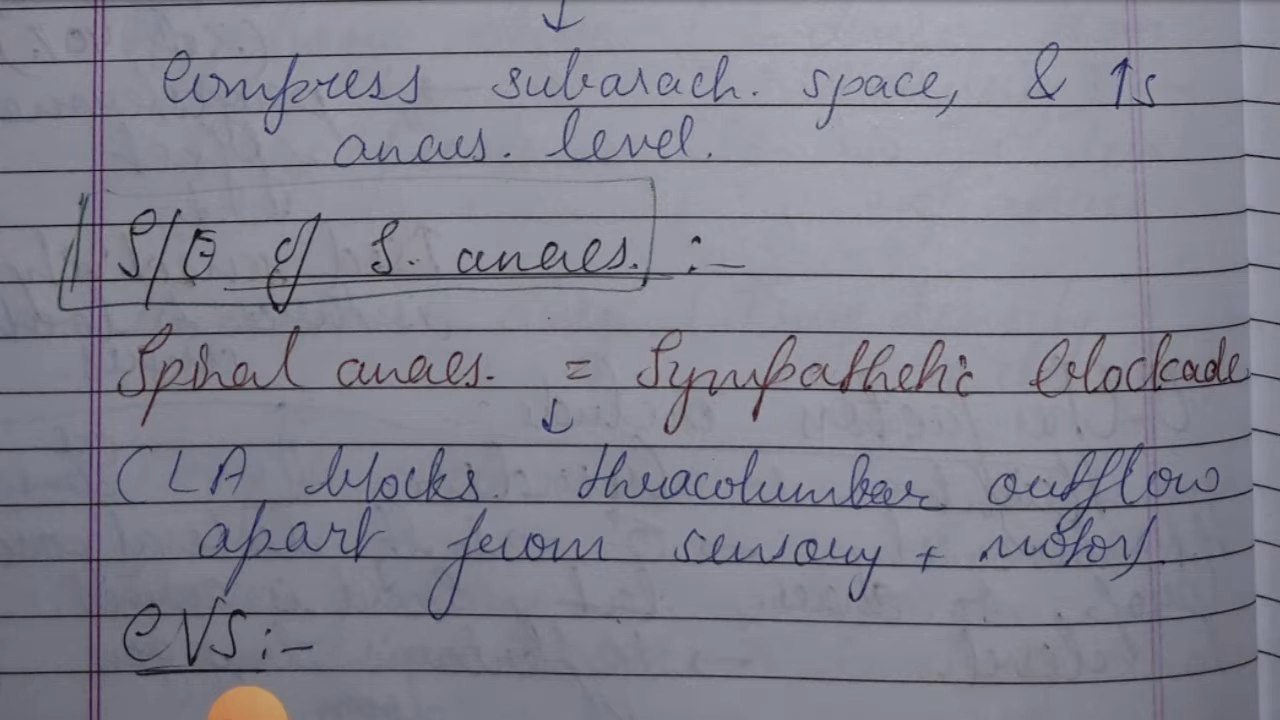 ↓
Compress subarach. space, & ↑s
anaes. level.
S/E of S. anaes. :-
Spinal anaes. = Sympathetic blockade
↓
(LA blocks thracolumbar outflow
apart from sensory + motor)
CVS :-